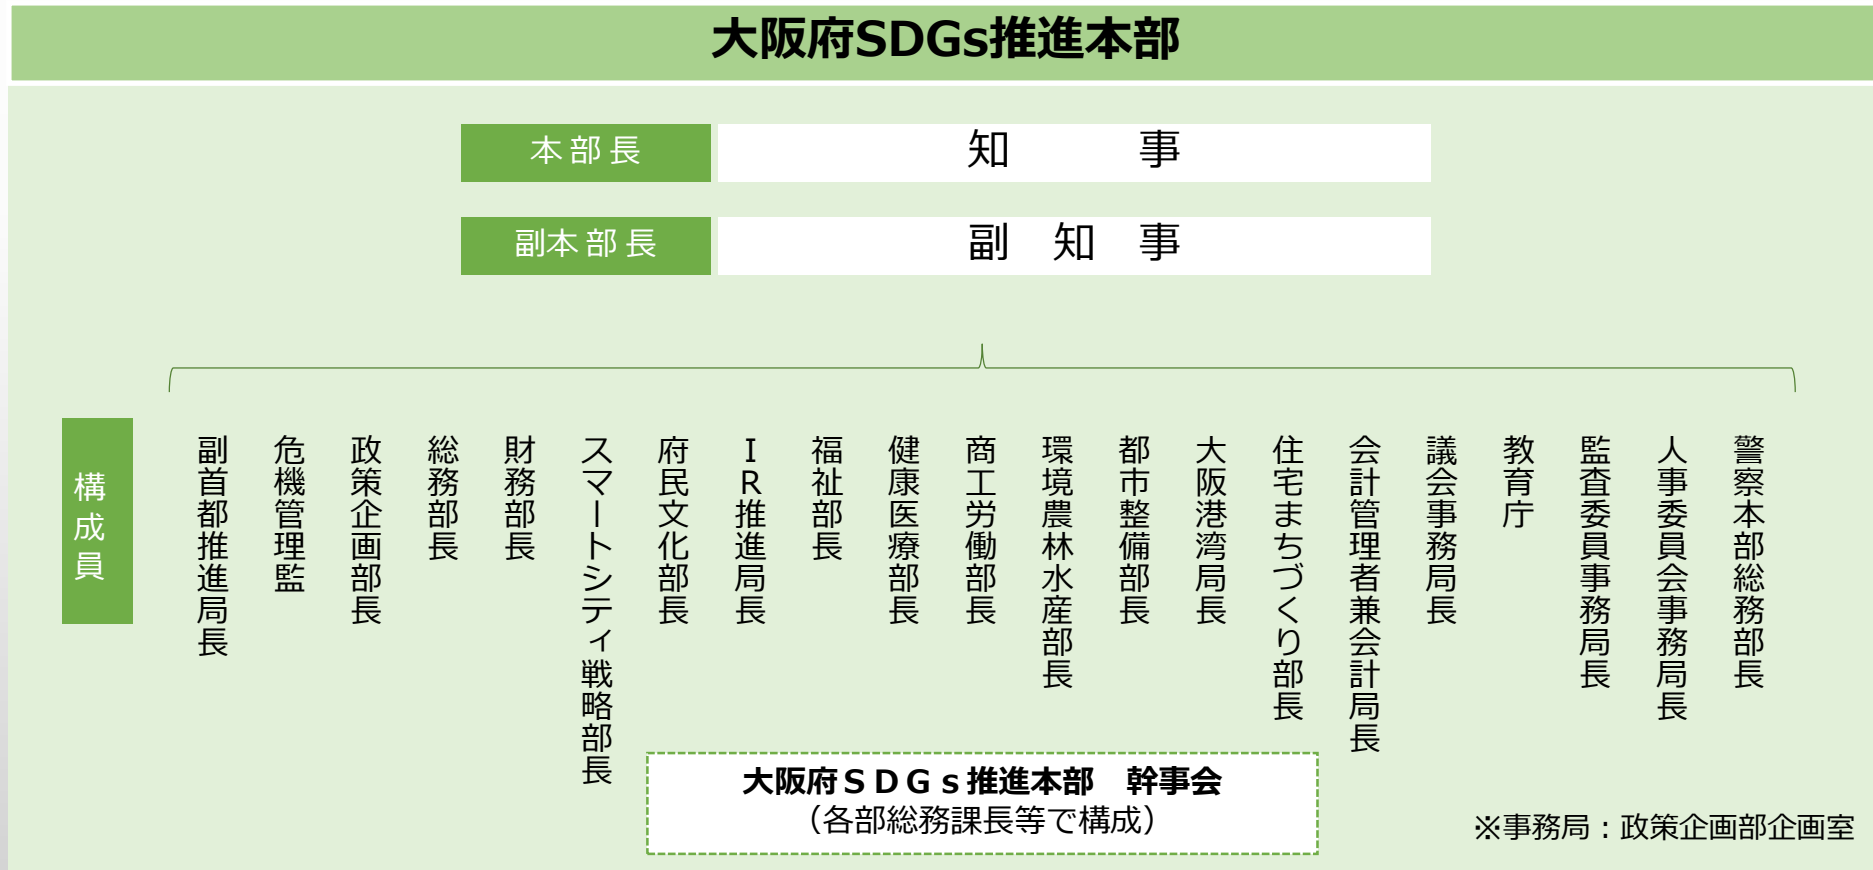 大阪府SDGs推進本部
本部長
知　　事
副本部長
副　知　事
構成員
副首都推進局長
危機管理監
政策企画部長
総務部長
財務部長
スマートシティ戦略部長
府民文化部長
ＩＲ推進局長
福祉部長
健康医療部長
商工労働部長
環境農林水産部長
都市整備部長
大阪港湾局長
住宅まちづくり部長
会計管理者兼会計局長
議会事務局長
教育庁
監査委員事務局長
人事委員会事務局長
警察本部総務部長
大阪府ＳＤＧｓ推進本部　幹事会
（各部総務課長等で構成）
※事務局：政策企画部企画室